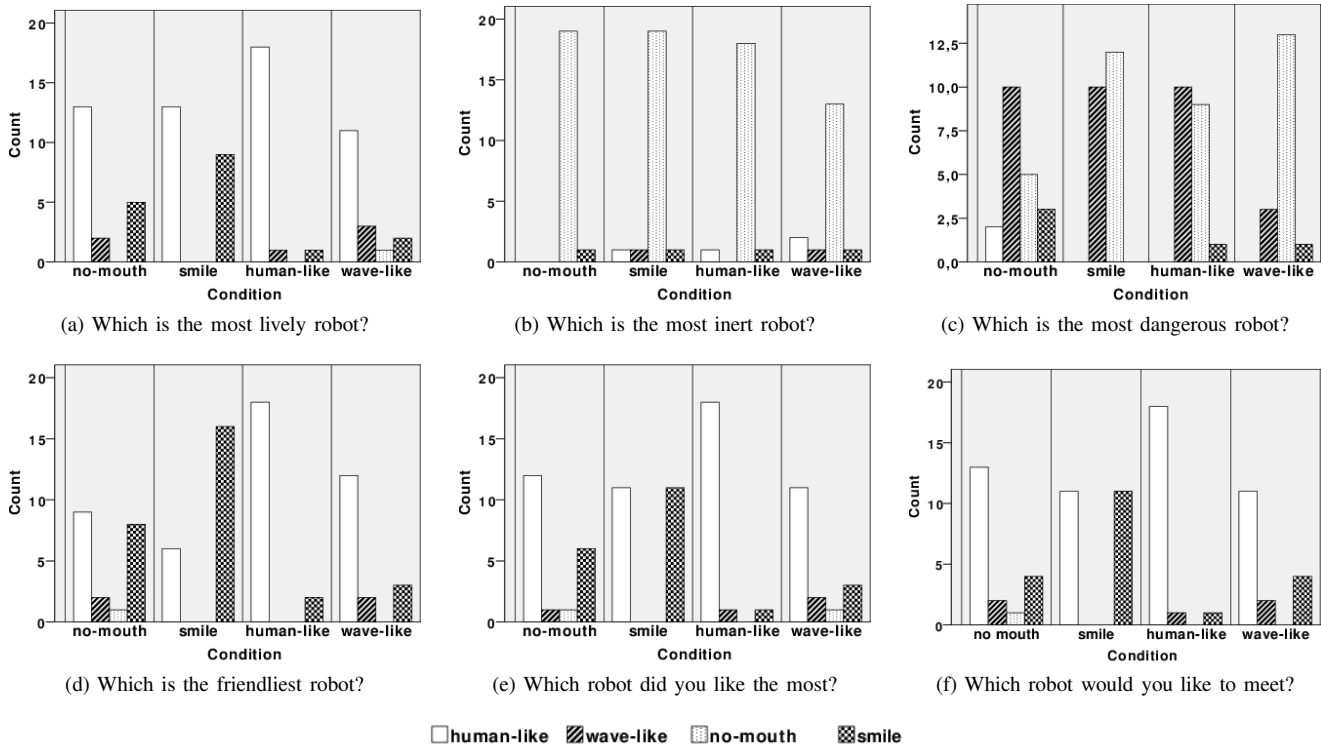 20
15
10
5
0
Count
no-mouth smile human-like wave-like
Condition
(a) Which is the most lively robot?
20
15
10
5
0
Count
no-mouth smile human-like wave-like
Condition
(b) Which is the most inert robot?
12,5
10,0
7,5
5,0
2,5
0,0
Count
no-mouth smile human-like wave-like
Condition
(c) Which is the most dangerous robot?
20
15
10
5
0
Count
no-mouth smile human-like wave-like
Condition
(d) Which is the friendliest robot?
20
15
10
5
0
Count
no-mouth smile human-like wave-like
Condition
(e) Which robot did you like the most?
20
15
10
5
0
Count
no mouth smile human-like wave-like
Condition
(f) Which robot would you like to meet?
human-like wave-like no-mouth smile